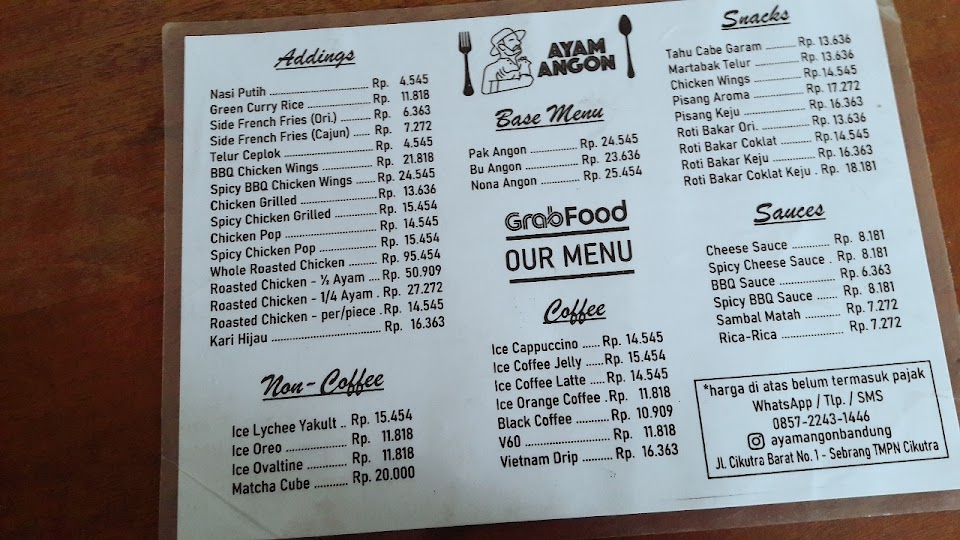 Addings
Nasi Putih ........ Rp. 4.545
Green Curry Rice ........ Rp. 11.818
Side French Fries (Ori.) ........ Rp. 6.363
Side French Fries (Cajun) ........ Rp. 7.272
Telur Ceplok ........ Rp. 4.545
BBQ Chicken Wings ........ Rp. 21.818
Spicy BBQ Chicken Wings ..... Rp. 24.545
Chicken Grilled ........ Rp. 13.636
Spicy Chicken Grilled ........ Rp. 15.454
Chicken Pop ........ Rp. 14.545
Spicy Chicken Pop ........ Rp. 15.454
Whole Roasted Chicken ........ Rp. 95.454
Roasted Chicken - ½ Ayam .... Rp. 50.909
Roasted Chicken - 1/4 Ayam . Rp. 27.272
Roasted Chicken - per/piece . Rp. 14.545
Kari Hijau ........ Rp. 16.363
Non-Coffee
Ice Lychee Yakult .. Rp. 15.454
Ice Oreo ........ Rp. 11.818
Ice Ovaltine ........ Rp. 11.818
Matcha Cube ........ Rp. 20.000
AYAM
ANGON
Base Menu
Pak Angon ........ Rp. 24.545
Bu Angon ........ Rp. 23.636
Nona Angon ........ Rp. 25.454
GrabFood
OUR MENU
Coffee
Ice Cappuccino ..... Rp. 14.545
Ice Coffee Jelly ..... Rp. 15.454
Ice Coffee Latte ..... Rp. 14.545
Ice Orange Coffee . Rp. 11.818
Black Coffee ........ Rp. 10.909
V60 ........ Rp. 11.818
Vietnam Drip ........ Rp. 16.363
Snacks
Tahu Cabe Garam ........ Rp. 13.636
Martabak Telur ........ Rp. 13.636
Chicken Wings ........ Rp. 14.545
Pisang Aroma ........ Rp. 17.272
Pisang Keju ........ Rp. 16.363
Roti Bakar Ori. ........ Rp. 13.636
Roti Bakar Coklat ........ Rp. 14.545
Roti Bakar Keju ........ Rp. 16.363
Roti Bakar Coklat Keju . Rp. 18.181
Sauces
Cheese Sauce ........ Rp. 8.181
Spicy Cheese Sauce . Rp. 8.181
BBQ Sauce ........ Rp. 6.363
Spicy BBQ Sauce ...... Rp. 8.181
Sambal Matah ........ Rp. 7.272
Rica-Rica ........ Rp. 7.272
*harga di atas belum termasuk pajak
WhatsApp / Tlp. / SMS
0857-2243-1446
ayamangonbandung
Jl. Cikutra Barat No. 1 - Sebrang TMPN Cikutra